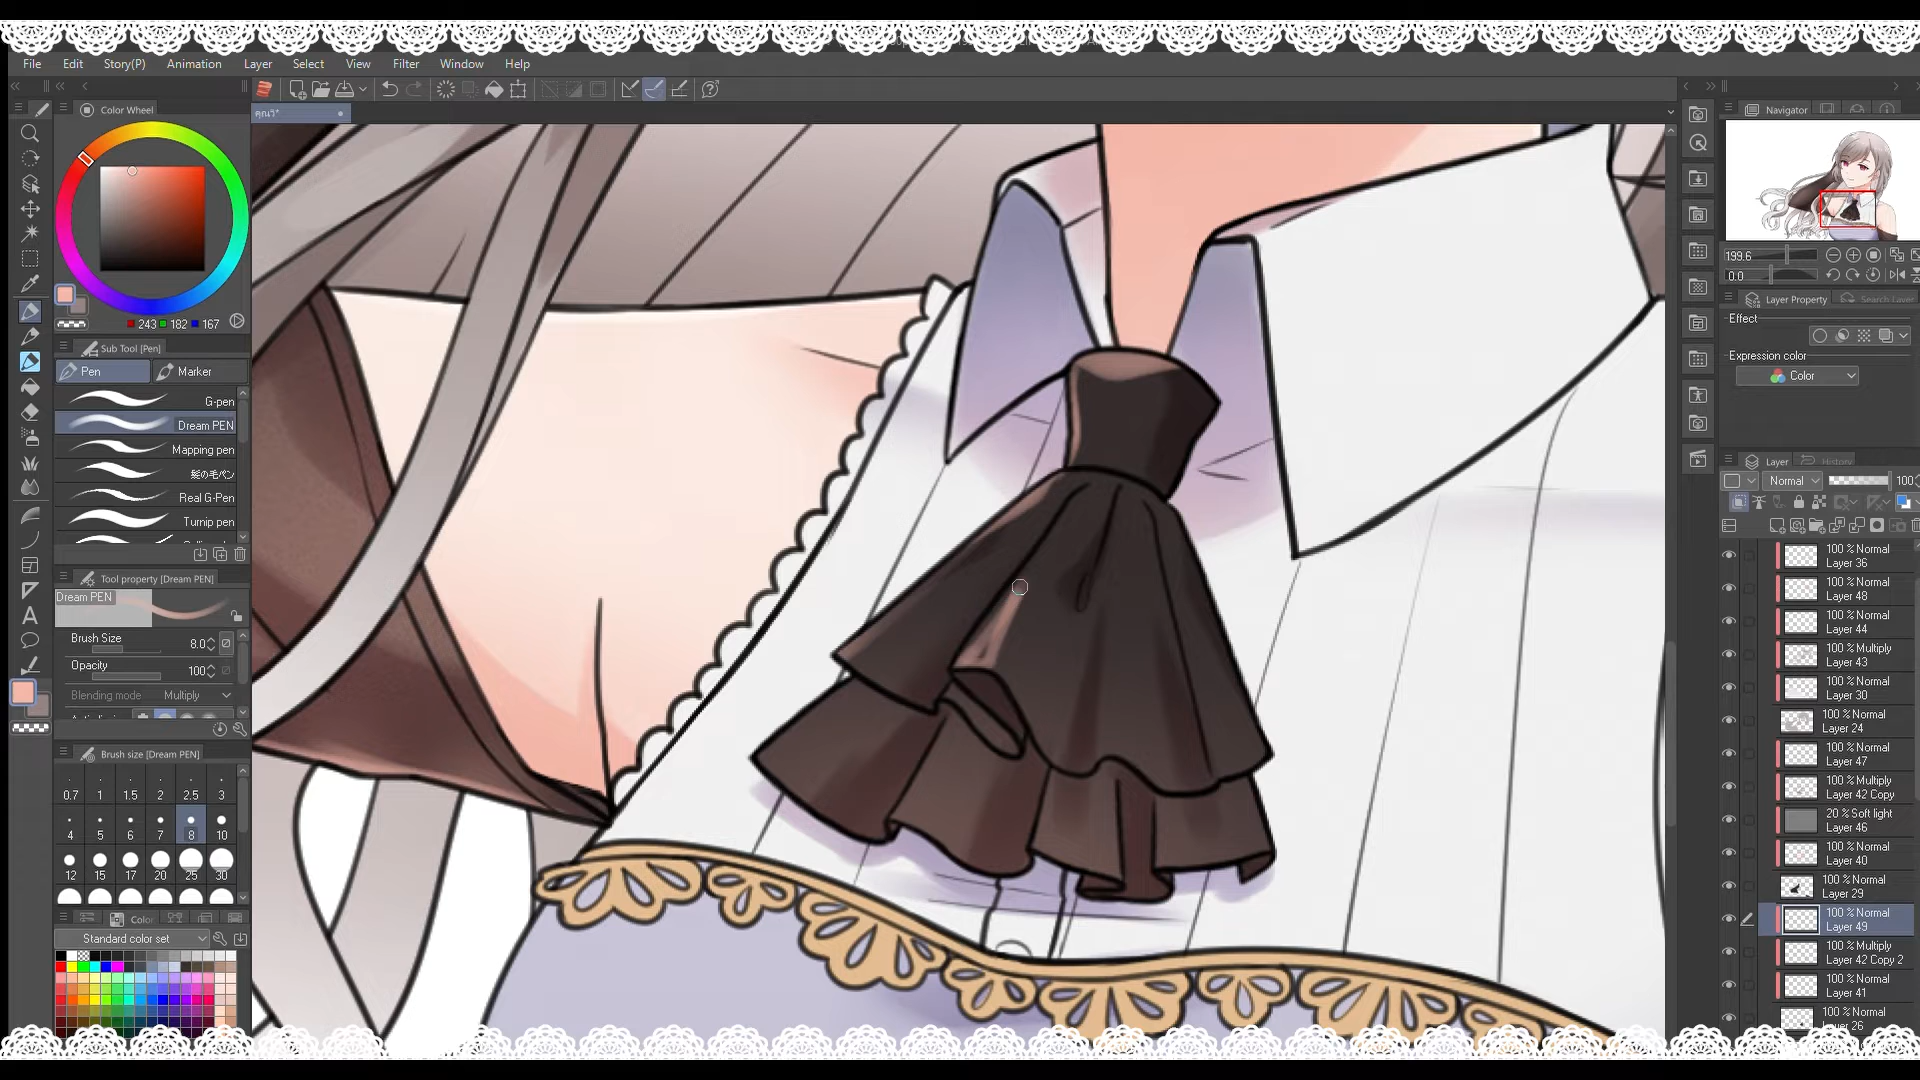 File Edit Story(P) Animation Layer Select View Filter Window Help
Color Wheel
Navigator
199.6
0.0
243 182 167
Sub Tool [Pen]
Pen Marker
G-pen
Dream PEN
Mapping pen
髪の毛ペン
Real G-Pen
Turnip pen
Tool property [Dream PEN]
Dream PEN
Brush Size 8.0
Opacity 100
Blending mode Multiply
Brush size [Dream PEN]
0.7 1 1.5 2 2.5 3
4 5 6 7 8 10
12 15 17 20 25 30
Color
Standard color set
Layer Property Search Layer
Effect
Expression color
Color
Layer History
Normal 100
100 % Normal
Layer 36
100 % Normal
Layer 48
100 % Normal
Layer 44
100 % Multiply
Layer 43
100 % Normal
Layer 30
100 % Normal
Layer 24
100 % Normal
Layer 47
100 % Multiply
Layer 42 Copy
20 % Soft light
Layer 46
100 % Normal
Layer 40
100 % Normal
Layer 29
100 % Normal
Layer 49
100 % Multiply
Layer 42 Copy 2
100 % Normal
Layer 41
100 % Normal
Layer 26